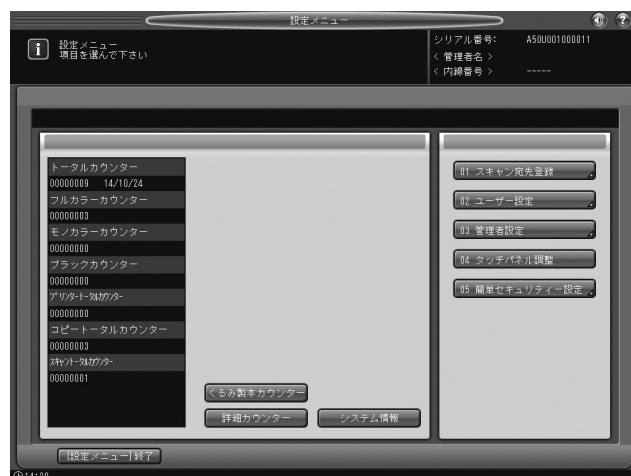 設定メニュー
設定メニュー
項目を選んで下さい
シリアル番号: A50U001000011
< 管理者名 >
< 内線番号 > -----
トータルカウンター
00000009 14/10/24
フルカラーカウンター
00000003
モノカラーカウンター
00000000
ブラックカウンター
00000000
プリンタートータルカウンター
00000000
コピートータルカウンター
00000003
スキャントータルカウンター
00000001
くるみ製本カウンター
詳細カウンター
システム情報
01 スキャン宛先登録
02 ユーザー設定
03 管理者設定
04 タッチパネル調整
05 簡単セキュリティー設定
[設定メニュー]終了